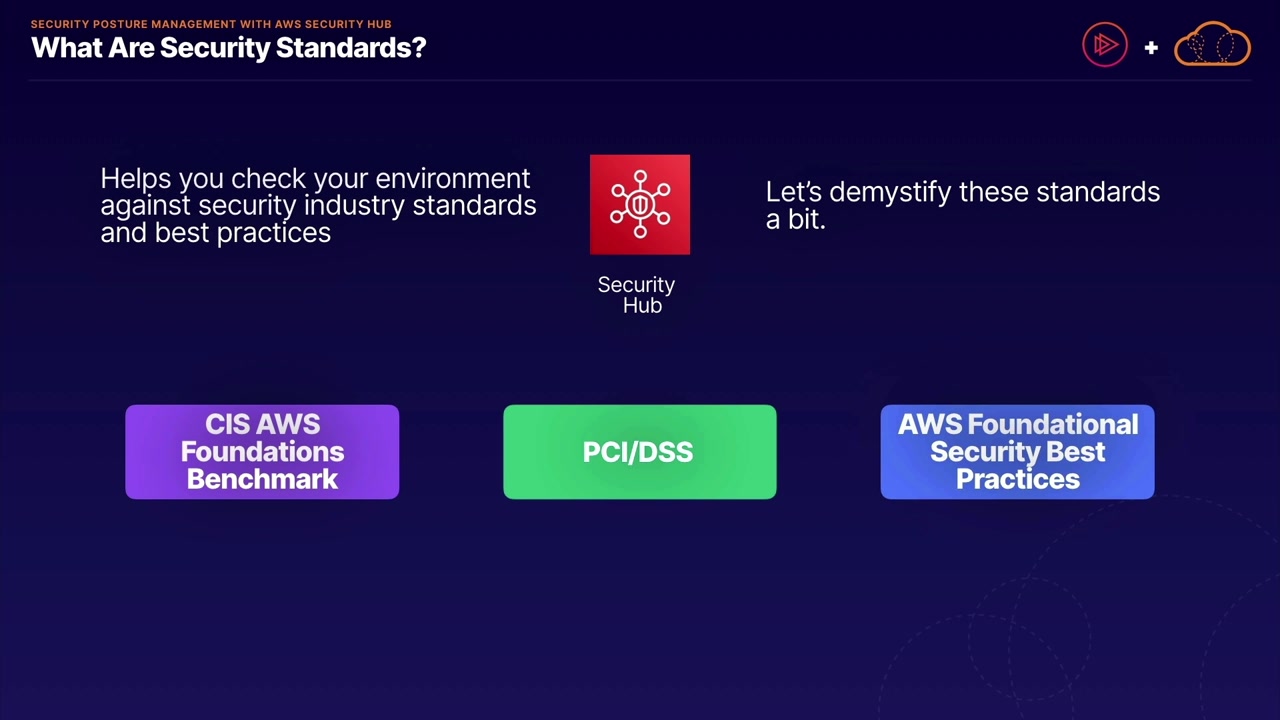 SECURITY POSTURE MANAGEMENT WITH AWS SECURITY HUB
What Are Security Standards?
Helps you check your environment
against security industry standards
and best practices
Security
Hub
Let’s demystify these standards
a bit.
CIS AWS
Foundations
Benchmark
PCI/DSS
AWS Foundational
Security Best
Practices